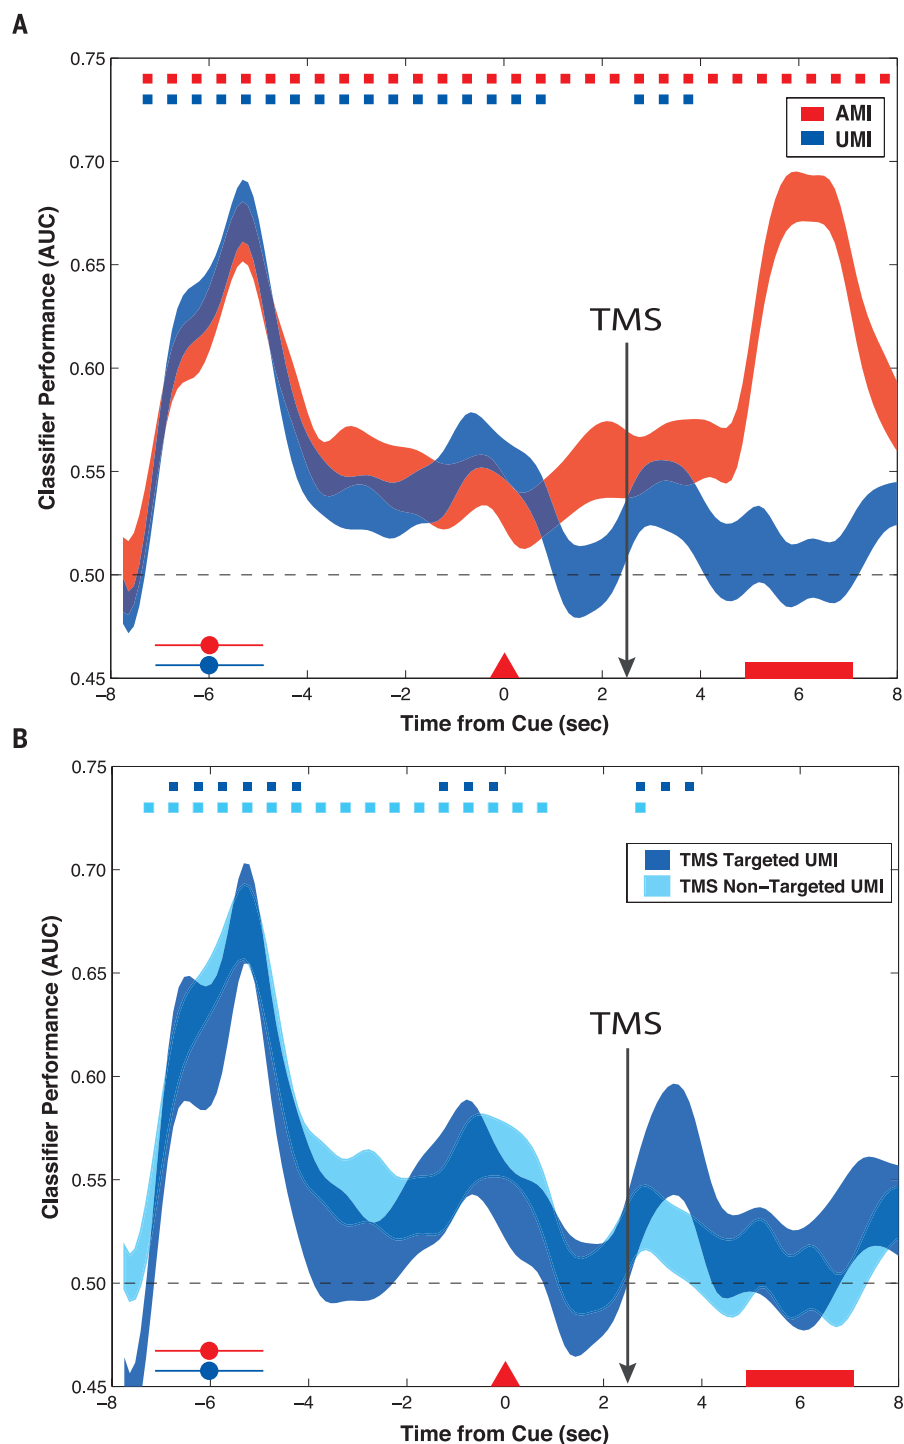 A
0.75
AMI
UMI
0.70
0.65
TMS
0.60
0.55
0.50
0.45
Classifier Performance (AUC)
−8 −6 −4 −2 0 2 4 6 8
Time from Cue (sec)
B
0.75
TMS Targeted UMI
TMS Non−Targeted UMI
0.70
0.65
TMS
0.60
0.55
0.50
0.45
Classifier Performance (AUC)
−8 −6 −4 −2 0 2 4 6 8
Time from Cue (sec)